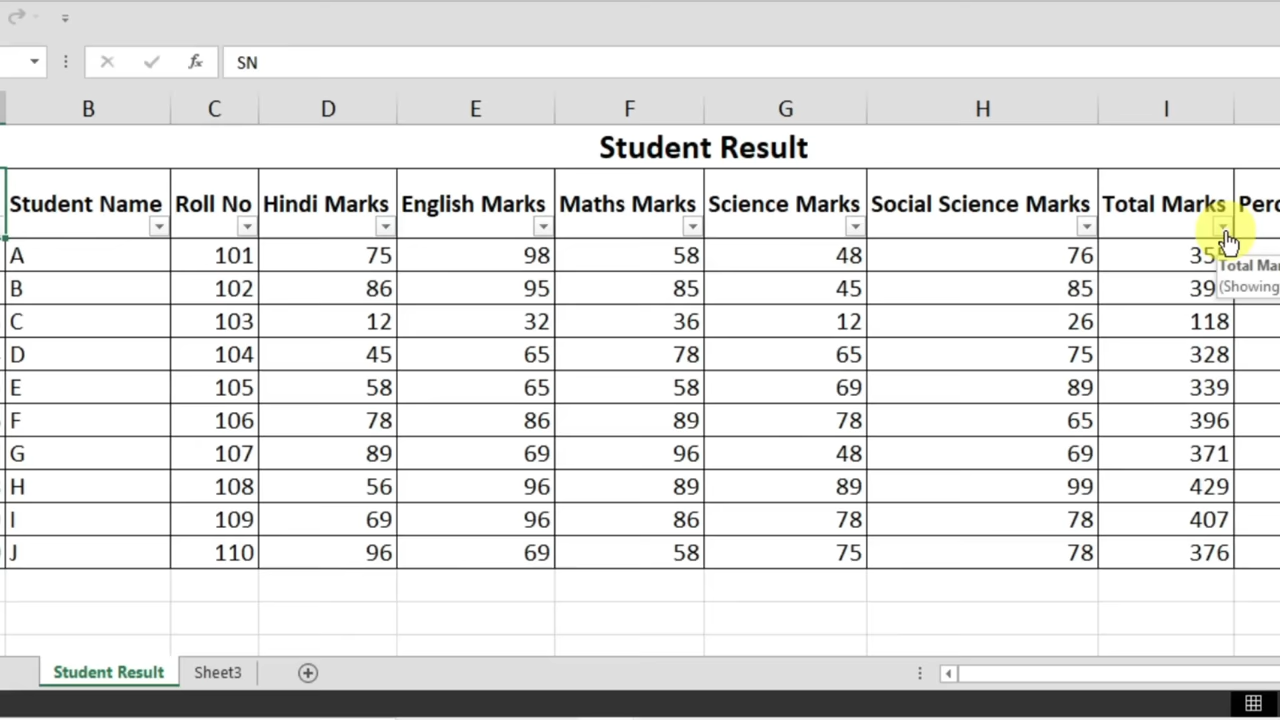 SN
B C D E F G H I
Student Result
Student Name Roll No Hindi Marks English Marks Maths Marks Science Marks Social Science Marks Total Marks
A 101 75 98 58 48 76
Total Mar
B 102 86 95 85 45 85
(Showing
C 103 12 32 36 12 26 118
D 104 45 65 78 65 75 328
E 105 58 65 58 69 89 339
F 106 78 86 89 78 65 396
G 107 89 69 96 48 69 371
H 108 56 96 89 89 99 429
I 109 69 96 86 78 78 407
J 110 96 69 58 75 78 376
Student Result Sheet3